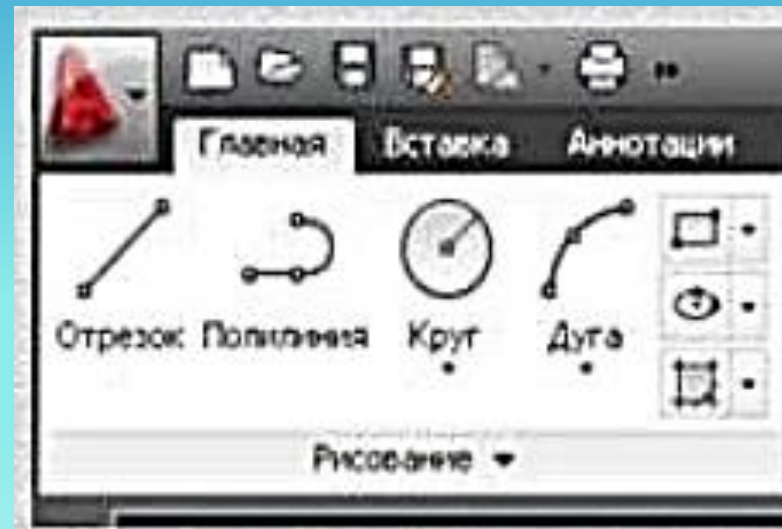 Главная Вставка Аннотации
Отрезок Полилиния Круг Дуга
Рисование